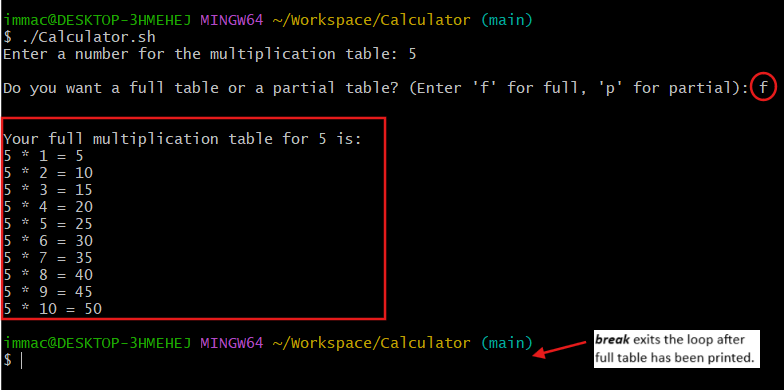 immac@DESKTOP-3HMEHEJ MINGW64 ~/Workspace/Calculator (main)
$ ./Calculator.sh
Enter a number for the multiplication table: 5
Do you want a full table or a partial table? (Enter 'f' for full, 'p' for partial): f
Your full multiplication table for 5 is:
5 * 1 = 5
5 * 2 = 10
5 * 3 = 15
5 * 4 = 20
5 * 5 = 25
5 * 6 = 30
5 * 7 = 35
5 * 8 = 40
5 * 9 = 45
5 * 10 = 50
immac@DESKTOP-3HMEHEJ MINGW64 ~/Workspace/Calculator (main)
$
break exits the loop after
full table has been printed.